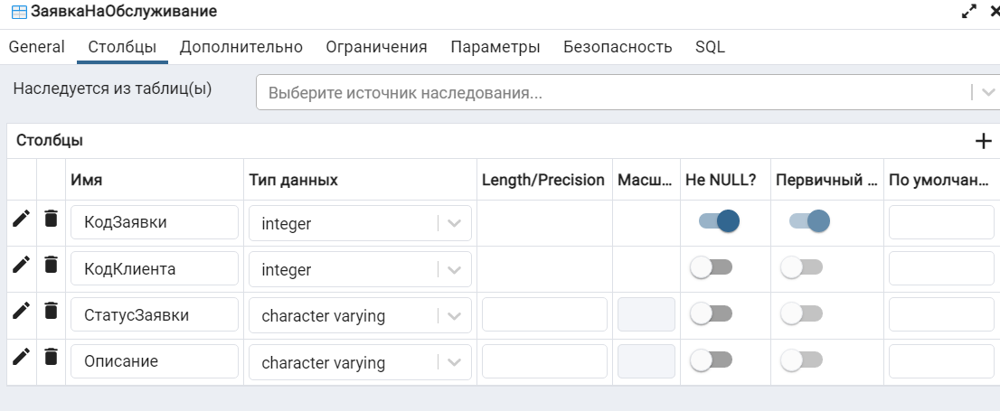 ЗаявкаНаОбслуживание
General Столбцы Дополнительно Ограничения Параметры Безопасность SQL
Наследуется из таблиц(ы) Выберите источник наследования...
Столбцы
Имя Тип данных Length/Precision Масш... Не NULL? Первичный ... По умолчан...
КодЗаявки integer
КодКлиента integer
СтатусЗаявки character varying
Описание character varying